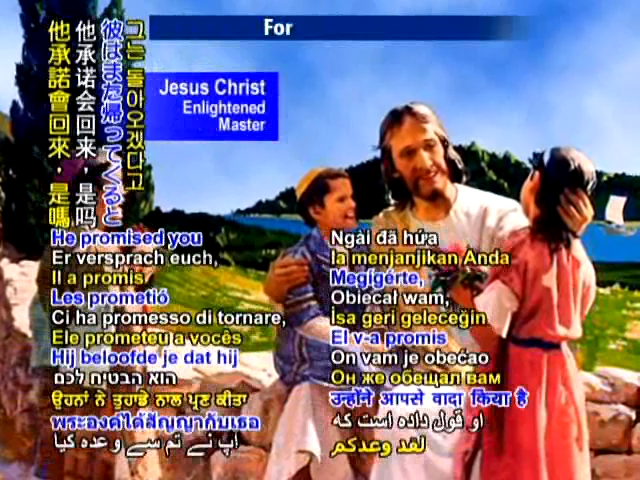 For
Jesus Christ
Enlightened
Master
그는 돌아오겠다고
彼はまた帰ってくると
他承诺会回来，是吗
他承諾會回來，是嗎
He promised you
Er versprach euch,
Il a promis
Les prometió
Ci ha promesso di tornare,
Ele prometeu a vocês
Hij beloofde je dat hij
הוא הבטיח לכם
ਉਹਨਾਂ ਨੇ ਤੁਹਾਡੇ ਨਾਲ ਪ੍ਰਣ ਕੀਤਾ
พระองค์ได้สัญญากับเธอ
آپ نے تم سے وعدہ کیا
Ngài đã hứa
Ia menjanjikan Anda
Megígérte,
Obiecał wam,
İsa geri geleceğin
El v-a promis
On vam je obećao
Он же обещал вам
उन्होंने आपसे वादा किया है
او قول داده است که
لقد وعدكم